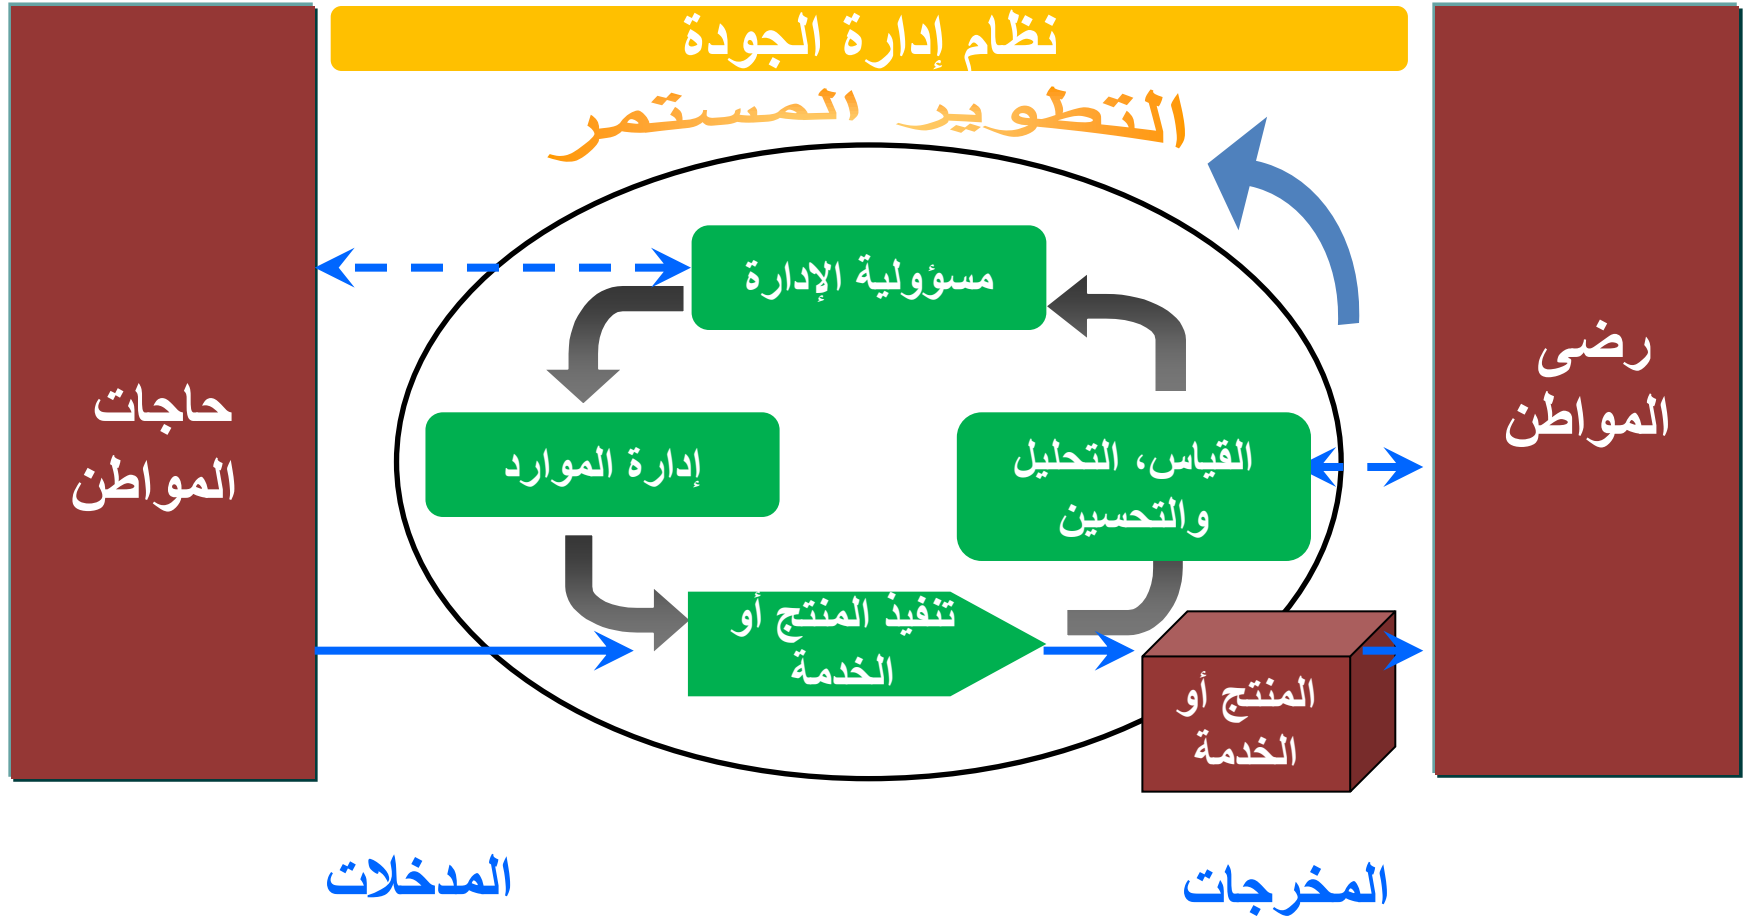 نظام إدارة الجودة
التطوير المستمر
مسؤولية الإدارة
رضى
المواطن
حاجات
المواطن
القياس، التحليل
والتحسين
إدارة الموارد
تنفيذ المنتج أو
الخدمة
المنتج أو
الخدمة
المخرجات
المدخلات